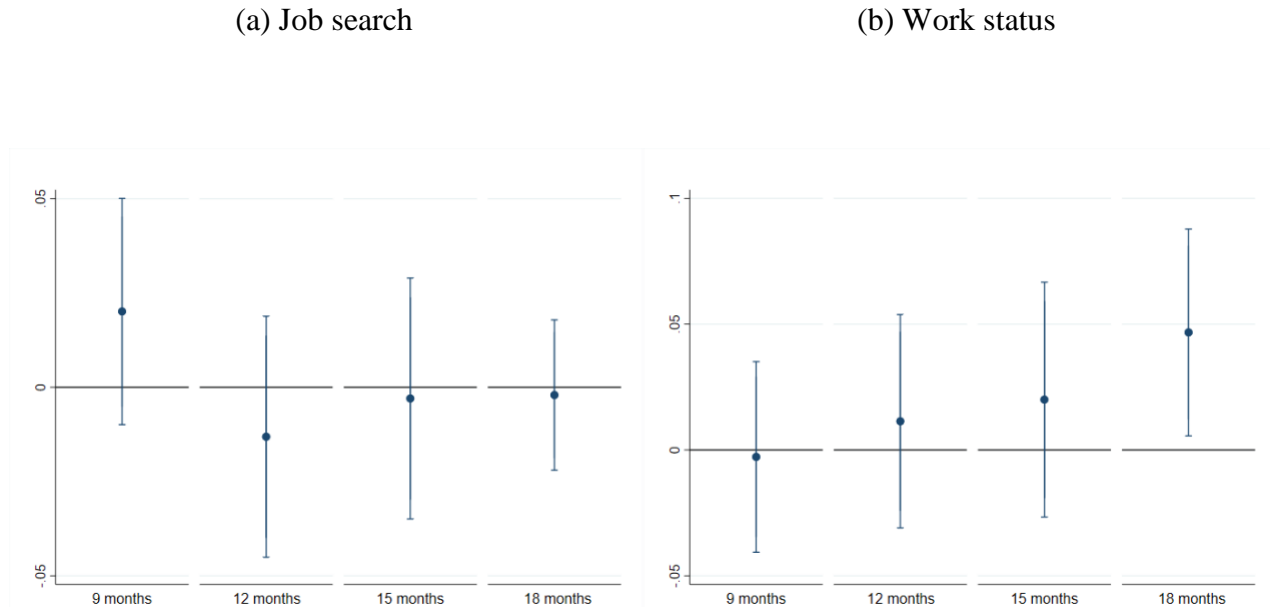 (a) Job search
(b) Work status
.05
0
-.05
9 months
12 months
15 months
18 months
.1
.05
0
-.05
9 months
12 months
15 months
18 months